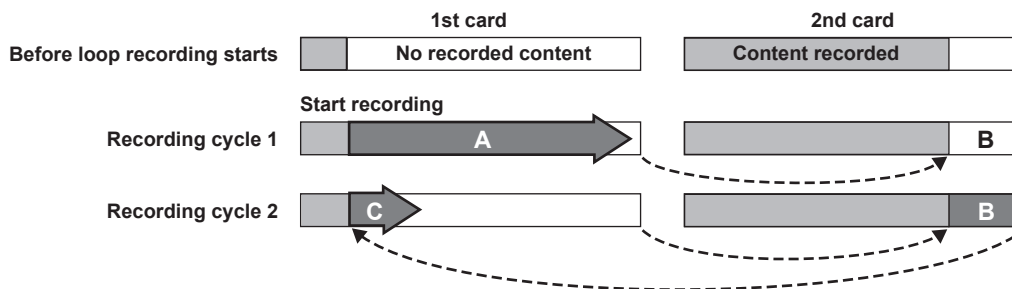 1st card
2nd card
Before loop recording starts
No recorded content
Content recorded
Start recording
Recording cycle 1
A
B
Recording cycle 2
C
B